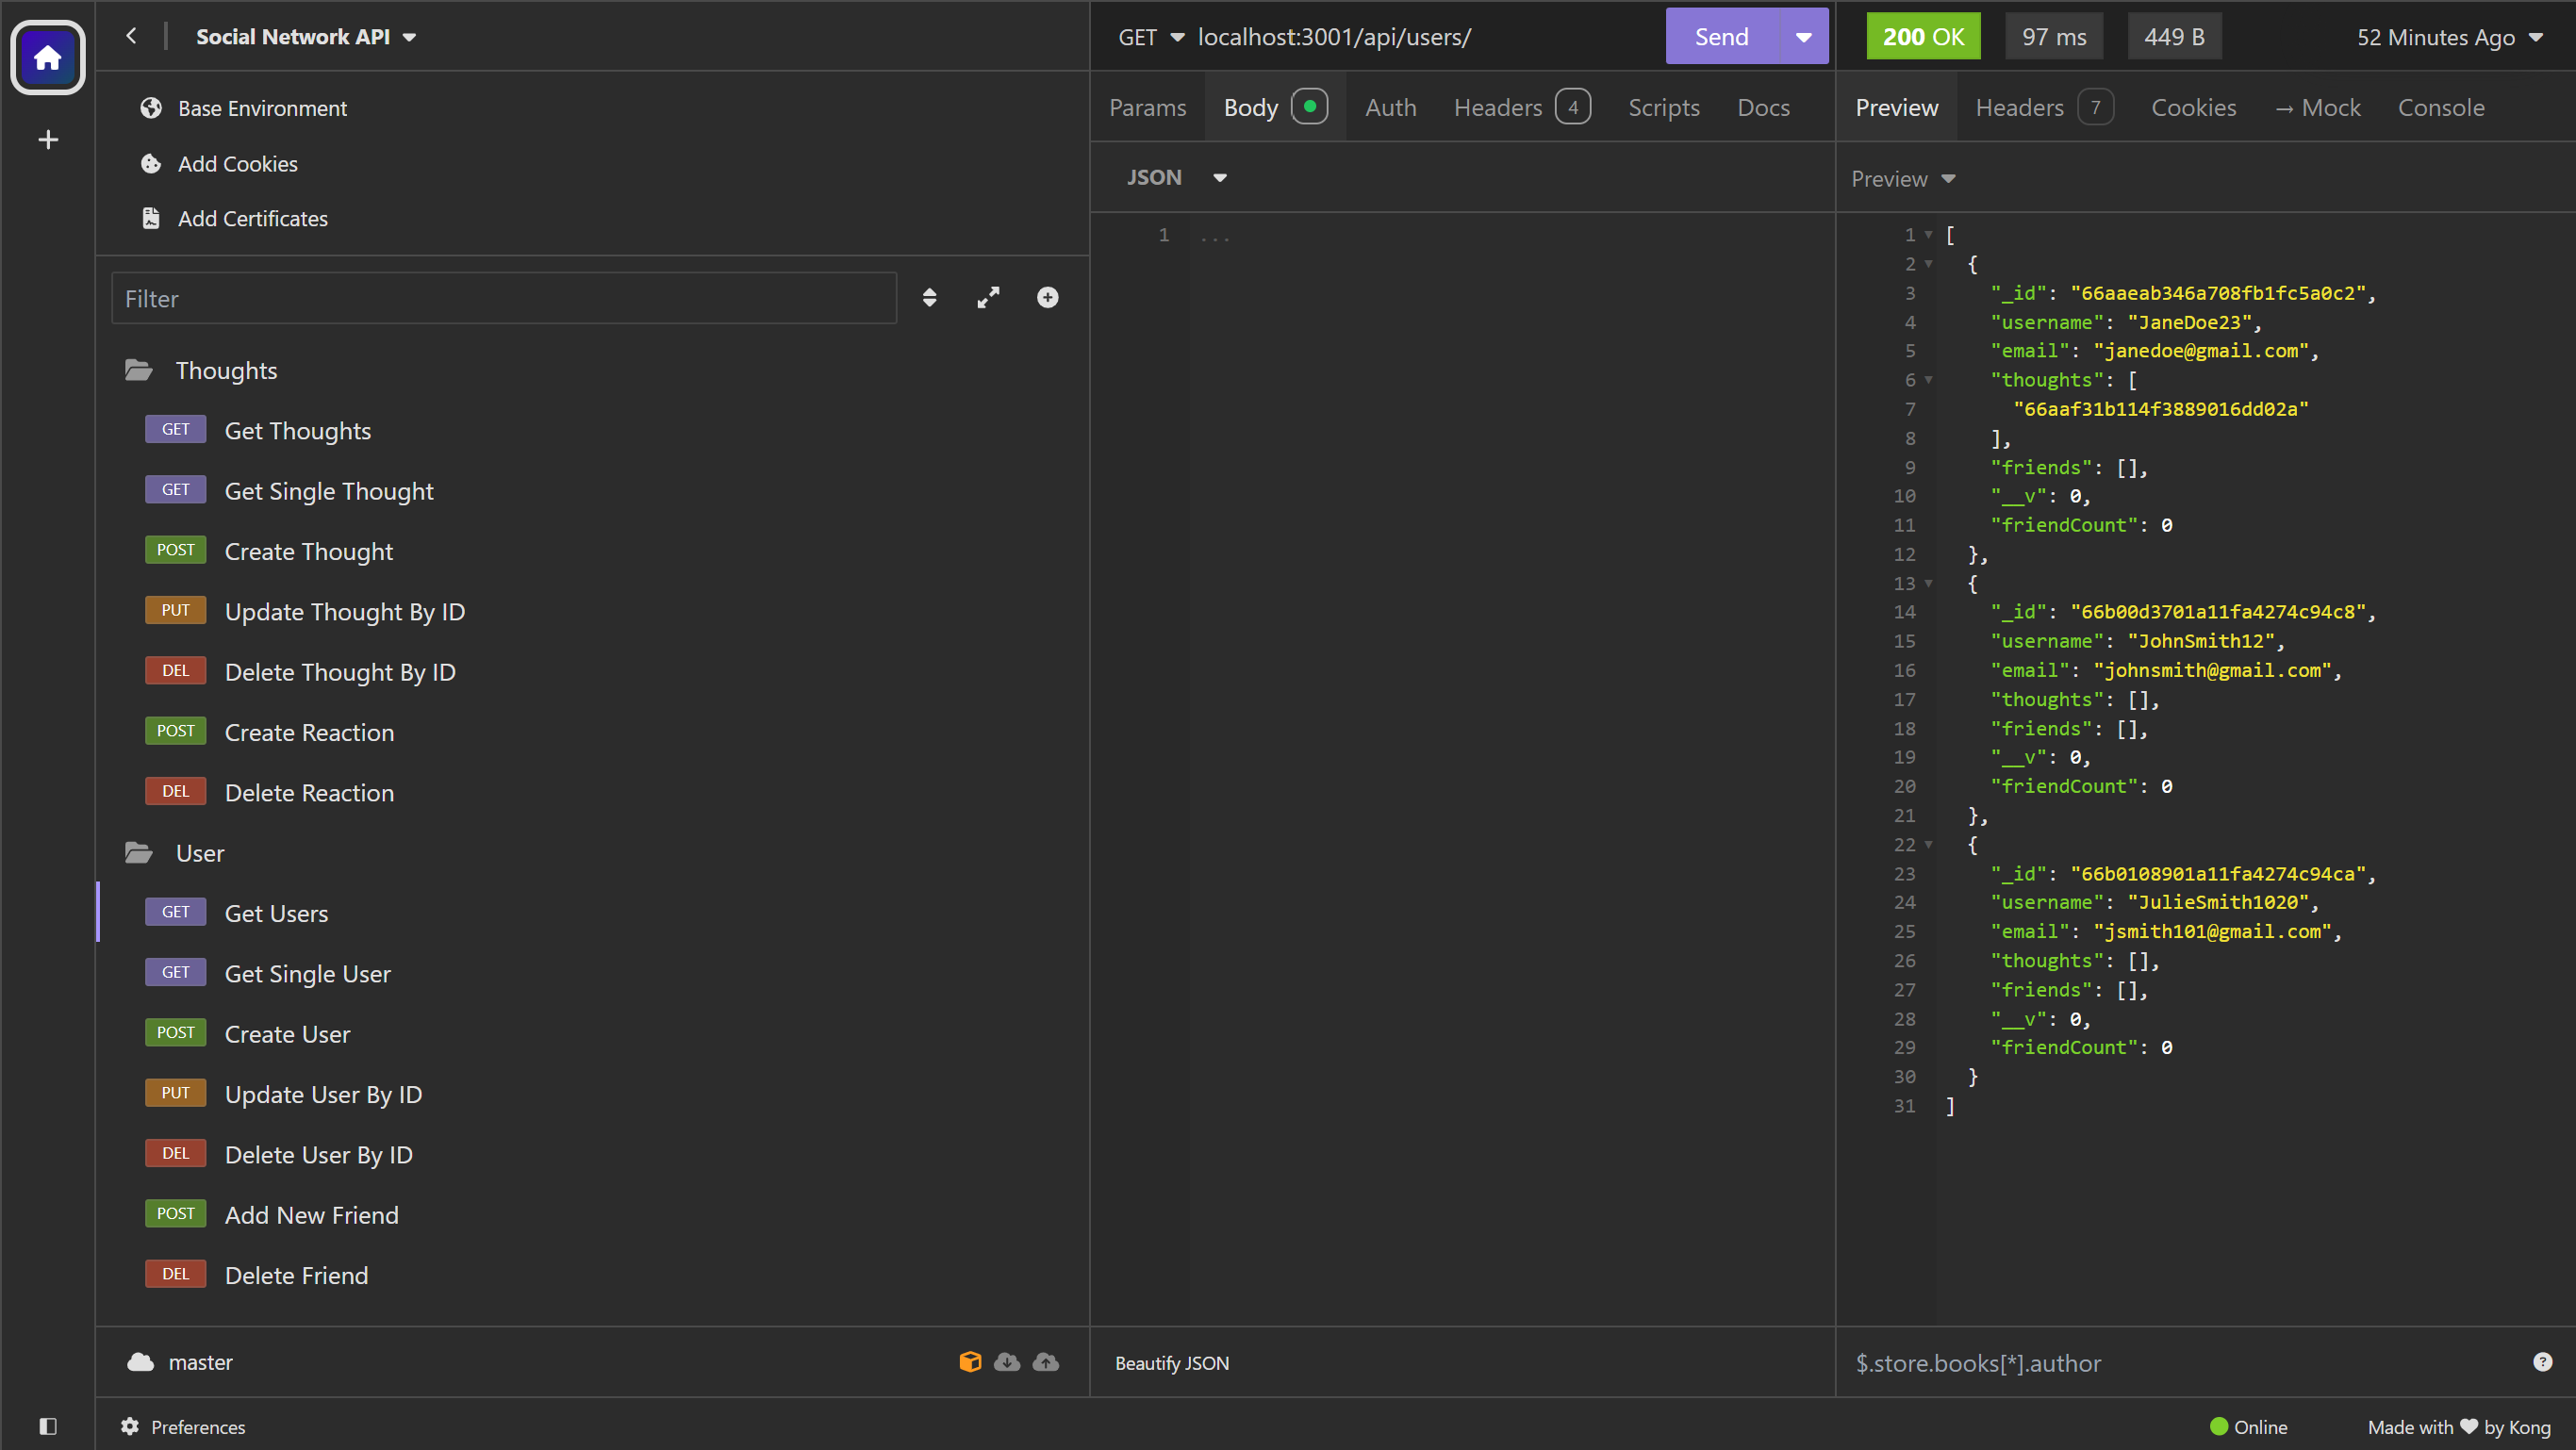 Social Network API
Base Environment
Add Cookies
Add Certificates
Filter
Thoughts
GET Get Thoughts
GET Get Single Thought
POST Create Thought
PUT Update Thought By ID
DEL Delete Thought By ID
POST Create Reaction
DEL Delete Reaction
User
GET Get Users
GET Get Single User
POST Create User
PUT Update User By ID
DEL Delete User By ID
POST Add New Friend
DEL Delete Friend
master
Preferences
GET localhost:3001/api/users/ Send
Params Body Auth Headers 4 Scripts Docs
JSON
1 ...
Beautify JSON
200 OK 97 ms 449 B 52 Minutes Ago
Preview Headers 7 Cookies → Mock Console
Preview
1 [
2 {
3 "_id": "66aaeab346a708fb1fc5a0c2",
4 "username": "JaneDoe23",
5 "email": "janedoe@gmail.com",
6 "thoughts": [
7 "66aaf31b114f3889016dd02a"
8 ],
9 "friends": [],
10 "__v": 0,
11 "friendCount": 0
12 },
13 {
14 "_id": "66b00d3701a11fa4274c94c8",
15 "username": "JohnSmith12",
16 "email": "johnsmith@gmail.com",
17 "thoughts": [],
18 "friends": [],
19 "__v": 0,
20 "friendCount": 0
21 },
22 {
23 "_id": "66b0108901a11fa4274c94ca",
24 "username": "JulieSmith1020",
25 "email": "jsmith101@gmail.com",
26 "thoughts": [],
27 "friends": [],
28 "__v": 0,
29 "friendCount": 0
30 }
31 ]
$.store.books[*].author
Online
Made with ♥ by Kong